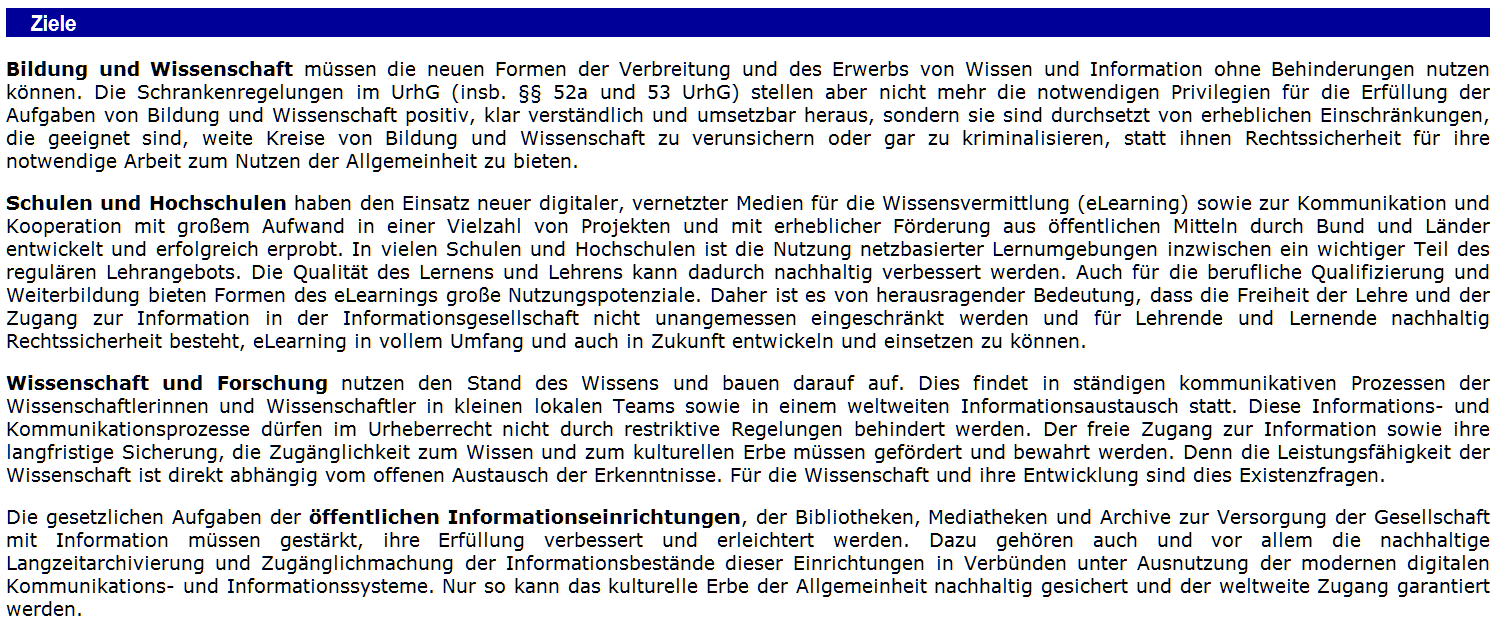 Ziele
Bildung und Wissenschaft müssen die neuen Formen der Verbreitung und des Erwerbs von Wissen und Information ohne Behinderungen nutzen
können. Die Schrankenregelungen im UrhG (insb. §§ 52a und 53 UrhG) stellen aber nicht mehr die notwendigen Privilegien für die Erfüllung der
Aufgaben von Bildung und Wissenschaft positiv, klar verständlich und umsetzbar heraus, sondern sie sind durchsetzt von erheblichen Einschränkungen,
die geeignet sind, weite Kreise von Bildung und Wissenschaft zu verunsichern oder gar zu kriminalisieren, statt ihnen Rechtssicherheit für ihre
notwendige Arbeit zum Nutzen der Allgemeinheit zu bieten.
Schulen und Hochschulen haben den Einsatz neuer digitaler, vernetzter Medien für die Wissensvermittlung (eLearning) sowie zur Kommunikation und
Kooperation mit großem Aufwand in einer Vielzahl von Projekten und mit erheblicher Förderung aus öffentlichen Mitteln durch Bund und Länder
entwickelt und erfolgreich erprobt. In vielen Schulen und Hochschulen ist die Nutzung netzbasierter Lernumgebungen inzwischen ein wichtiger Teil des
regulären Lehrangebots. Die Qualität des Lernens und Lehrens kann dadurch nachhaltig verbessert werden. Auch für die berufliche Qualifizierung und
Weiterbildung bieten Formen des eLearnings große Nutzungspotenziale. Daher ist es von herausragender Bedeutung, dass die Freiheit der Lehre und der
Zugang zur Information in der Informationsgesellschaft nicht unangemessen eingeschränkt werden und für Lehrende und Lernende nachhaltig
Rechtssicherheit besteht, eLearning in vollem Umfang und auch in Zukunft entwickeln und einsetzen zu können.
Wissenschaft und Forschung nutzen den Stand des Wissens und bauen darauf auf. Dies findet in ständigen kommunikativen Prozessen der
Wissenschaftlerinnen und Wissenschaftler in kleinen lokalen Teams sowie in einem weltweiten Informationsaustausch statt. Diese Informations- und
Kommunikationsprozesse dürfen im Urheberrecht nicht durch restriktive Regelungen behindert werden. Der freie Zugang zur Information sowie ihre
langfristige Sicherung, die Zugänglichkeit zum Wissen und zum kulturellen Erbe müssen gefördert und bewahrt werden. Denn die Leistungsfähigkeit der
Wissenschaft ist direkt abhängig vom offenen Austausch der Erkenntnisse. Für die Wissenschaft und ihre Entwicklung sind dies Existenzfragen.
Die gesetzlichen Aufgaben der öffentlichen Informationseinrichtungen, der Bibliotheken, Mediatheken und Archive zur Versorgung der Gesellschaft
mit Information müssen gestärkt, ihre Erfüllung verbessert und erleichtert werden. Dazu gehören auch und vor allem die nachhaltige
Langzeitarchivierung und Zugänglichmachung der Informationsbestände dieser Einrichtungen in Verbünden unter Ausnutzung der modernen digitalen
Kommunikations- und Informationssysteme. Nur so kann das kulturelle Erbe der Allgemeinheit nachhaltig gesichert und der weltweite Zugang garantiert
werden.